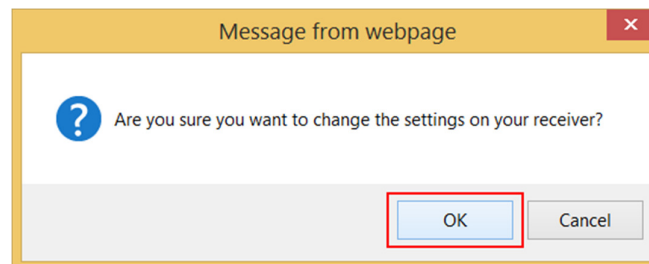 Message from webpage
Are you sure you want to change the settings on your receiver?
OK
Cancel